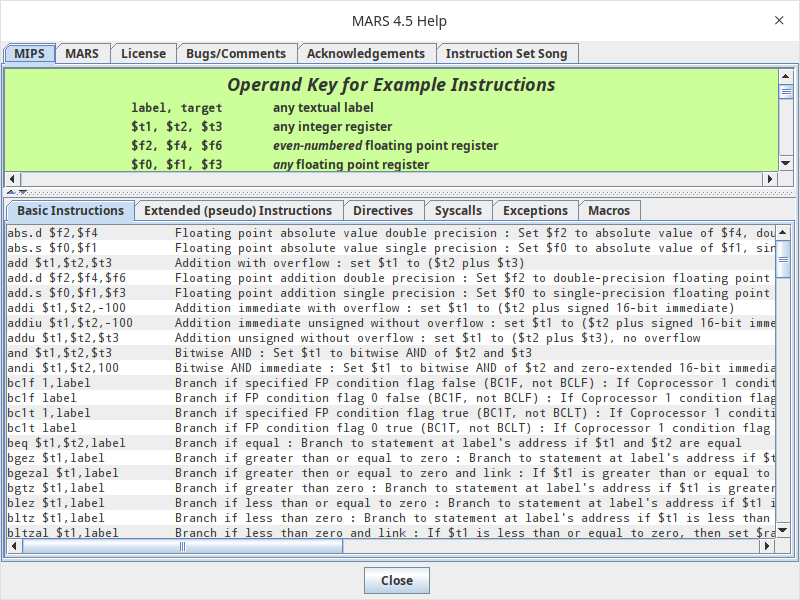 MARS 4.5 Help
MIPS MARS License Bugs/Comments Acknowledgements Instruction Set Song
Operand Key for Example Instructions
label, target any textual label
$t1, $t2, $t3 any integer register
$f2, $f4, $f6 even-numbered floating point register
$f0, $f1, $f3 any floating point register
Basic Instructions Extended (pseudo) Instructions Directives Syscalls Exceptions Macros
abs.d $f2,$f4 Floating point absolute value double precision : Set $f2 to absolute value of $f4, dou
abs.s $f0,$f1 Floating point absolute value single precision : Set $f0 to absolute value of $f1, sin
add $t1,$t2,$t3 Addition with overflow : set $t1 to ($t2 plus $t3)
add.d $f2,$f4,$f6 Floating point addition double precision : Set $f2 to double-precision floating point
add.s $f0,$f1,$f3 Floating point addition single precision : Set $f0 to single-precision floating point
addi $t1,$t2,-100 Addition immediate with overflow : set $t1 to ($t2 plus signed 16-bit immediate)
addiu $t1,$t2,-100 Addition immediate unsigned without overflow : set $t1 to ($t2 plus signed 16-bit imme
addu $t1,$t2,$t3 Addition unsigned without overflow : set $t1 to ($t2 plus $t3), no overflow
and $t1,$t2,$t3 Bitwise AND : Set $t1 to bitwise AND of $t2 and $t3
andi $t1,$t2,100 Bitwise AND immediate : Set $t1 to bitwise AND of $t2 and zero-extended 16-bit immedia
bc1f 1,label Branch if specified FP condition flag false (BC1F, not BCLF) : If Coprocessor 1 condit
bc1f label Branch if FP condition flag 0 false (BC1F, not BCLF) : If Coprocessor 1 condition flag
bc1t 1,label Branch if specified FP condition flag true (BC1T, not BCLT) : If Coprocessor 1 conditi
bc1t label Branch if FP condition flag 0 true (BC1T, not BCLT) : If Coprocessor 1 condition flag
beq $t1,$t2,label Branch if equal : Branch to statement at label's address if $t1 and $t2 are equal
bgez $t1,label Branch if greater than or equal to zero : Branch to statement at label's address if $t
bgezal $t1,label Branch if greater then or equal to zero and link : If $t1 is greater than or equal to
bgtz $t1,label Branch if greater than zero : Branch to statement at label's address if $t1 is greater
blez $t1,label Branch if less than or equal to zero : Branch to statement at label's address if $t1 i
bltz $t1,label Branch if less than zero : Branch to statement at label's address if $t1 is less than
bltzal $t1,label Branch if less than zero and link : If $t1 is less than or equal to zero, then set $ra
Close